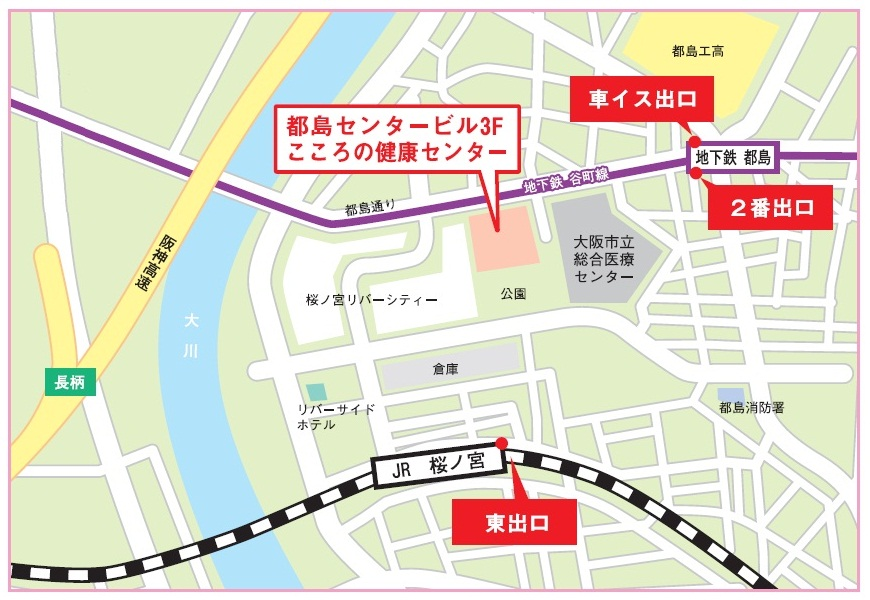 都島工高
車イス出口
都島センタービル3F
こころの健康センター
地下鉄 都島
地下鉄 谷町線
都島通り
2番出口
阪神高速
大阪市立
総合医療
センター
桜ノ宮リバーシティー
公園
大川
倉庫
長柄
リバーサイド
ホテル
都島消防署
JR 桜ノ宮
東出口